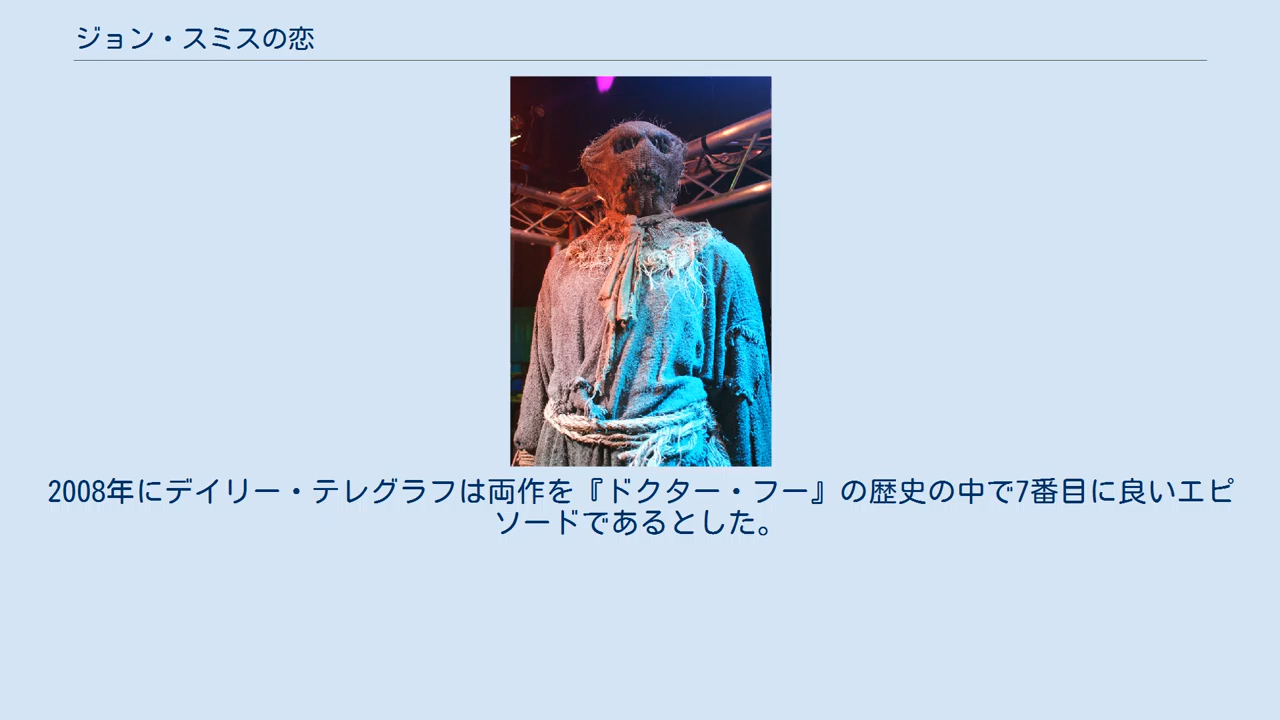 ジョン・スミスの恋
2008年にデイリー・テレグラフは両作を『ドクター・フー』の歴史の中で7番目に良いエピ
ソードであるとした。